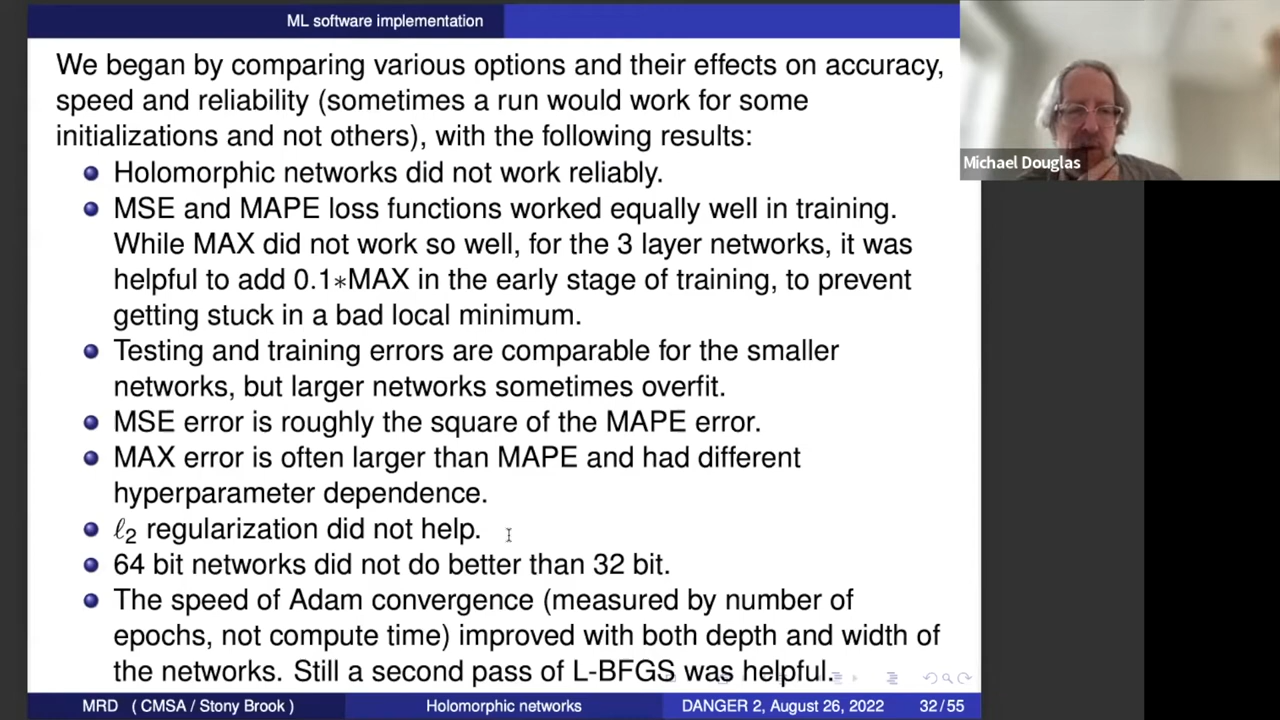 ML software implementation
We began by comparing various options and their effects on accuracy,
speed and reliability (sometimes a run would work for some
initializations and not others), with the following results:
Holomorphic networks did not work reliably.
MSE and MAPE loss functions worked equally well in training.
While MAX did not work so well, for the 3 layer networks, it was
helpful to add 0.1∗MAX in the early stage of training, to prevent
getting stuck in a bad local minimum.
Testing and training errors are comparable for the smaller
networks, but larger networks sometimes overfit.
MSE error is roughly the square of the MAPE error.
MAX error is often larger than MAPE and had different
hyperparameter dependence.
ℓ₂ regularization did not help.
64 bit networks did not do better than 32 bit.
The speed of Adam convergence (measured by number of
epochs, not compute time) improved with both depth and width of
the networks. Still a second pass of L-BFGS was helpful.
MRD ( CMSA / Stony Brook ) Holomorphic networks DANGER 2, August 26, 2022 32/55
Michael Douglas